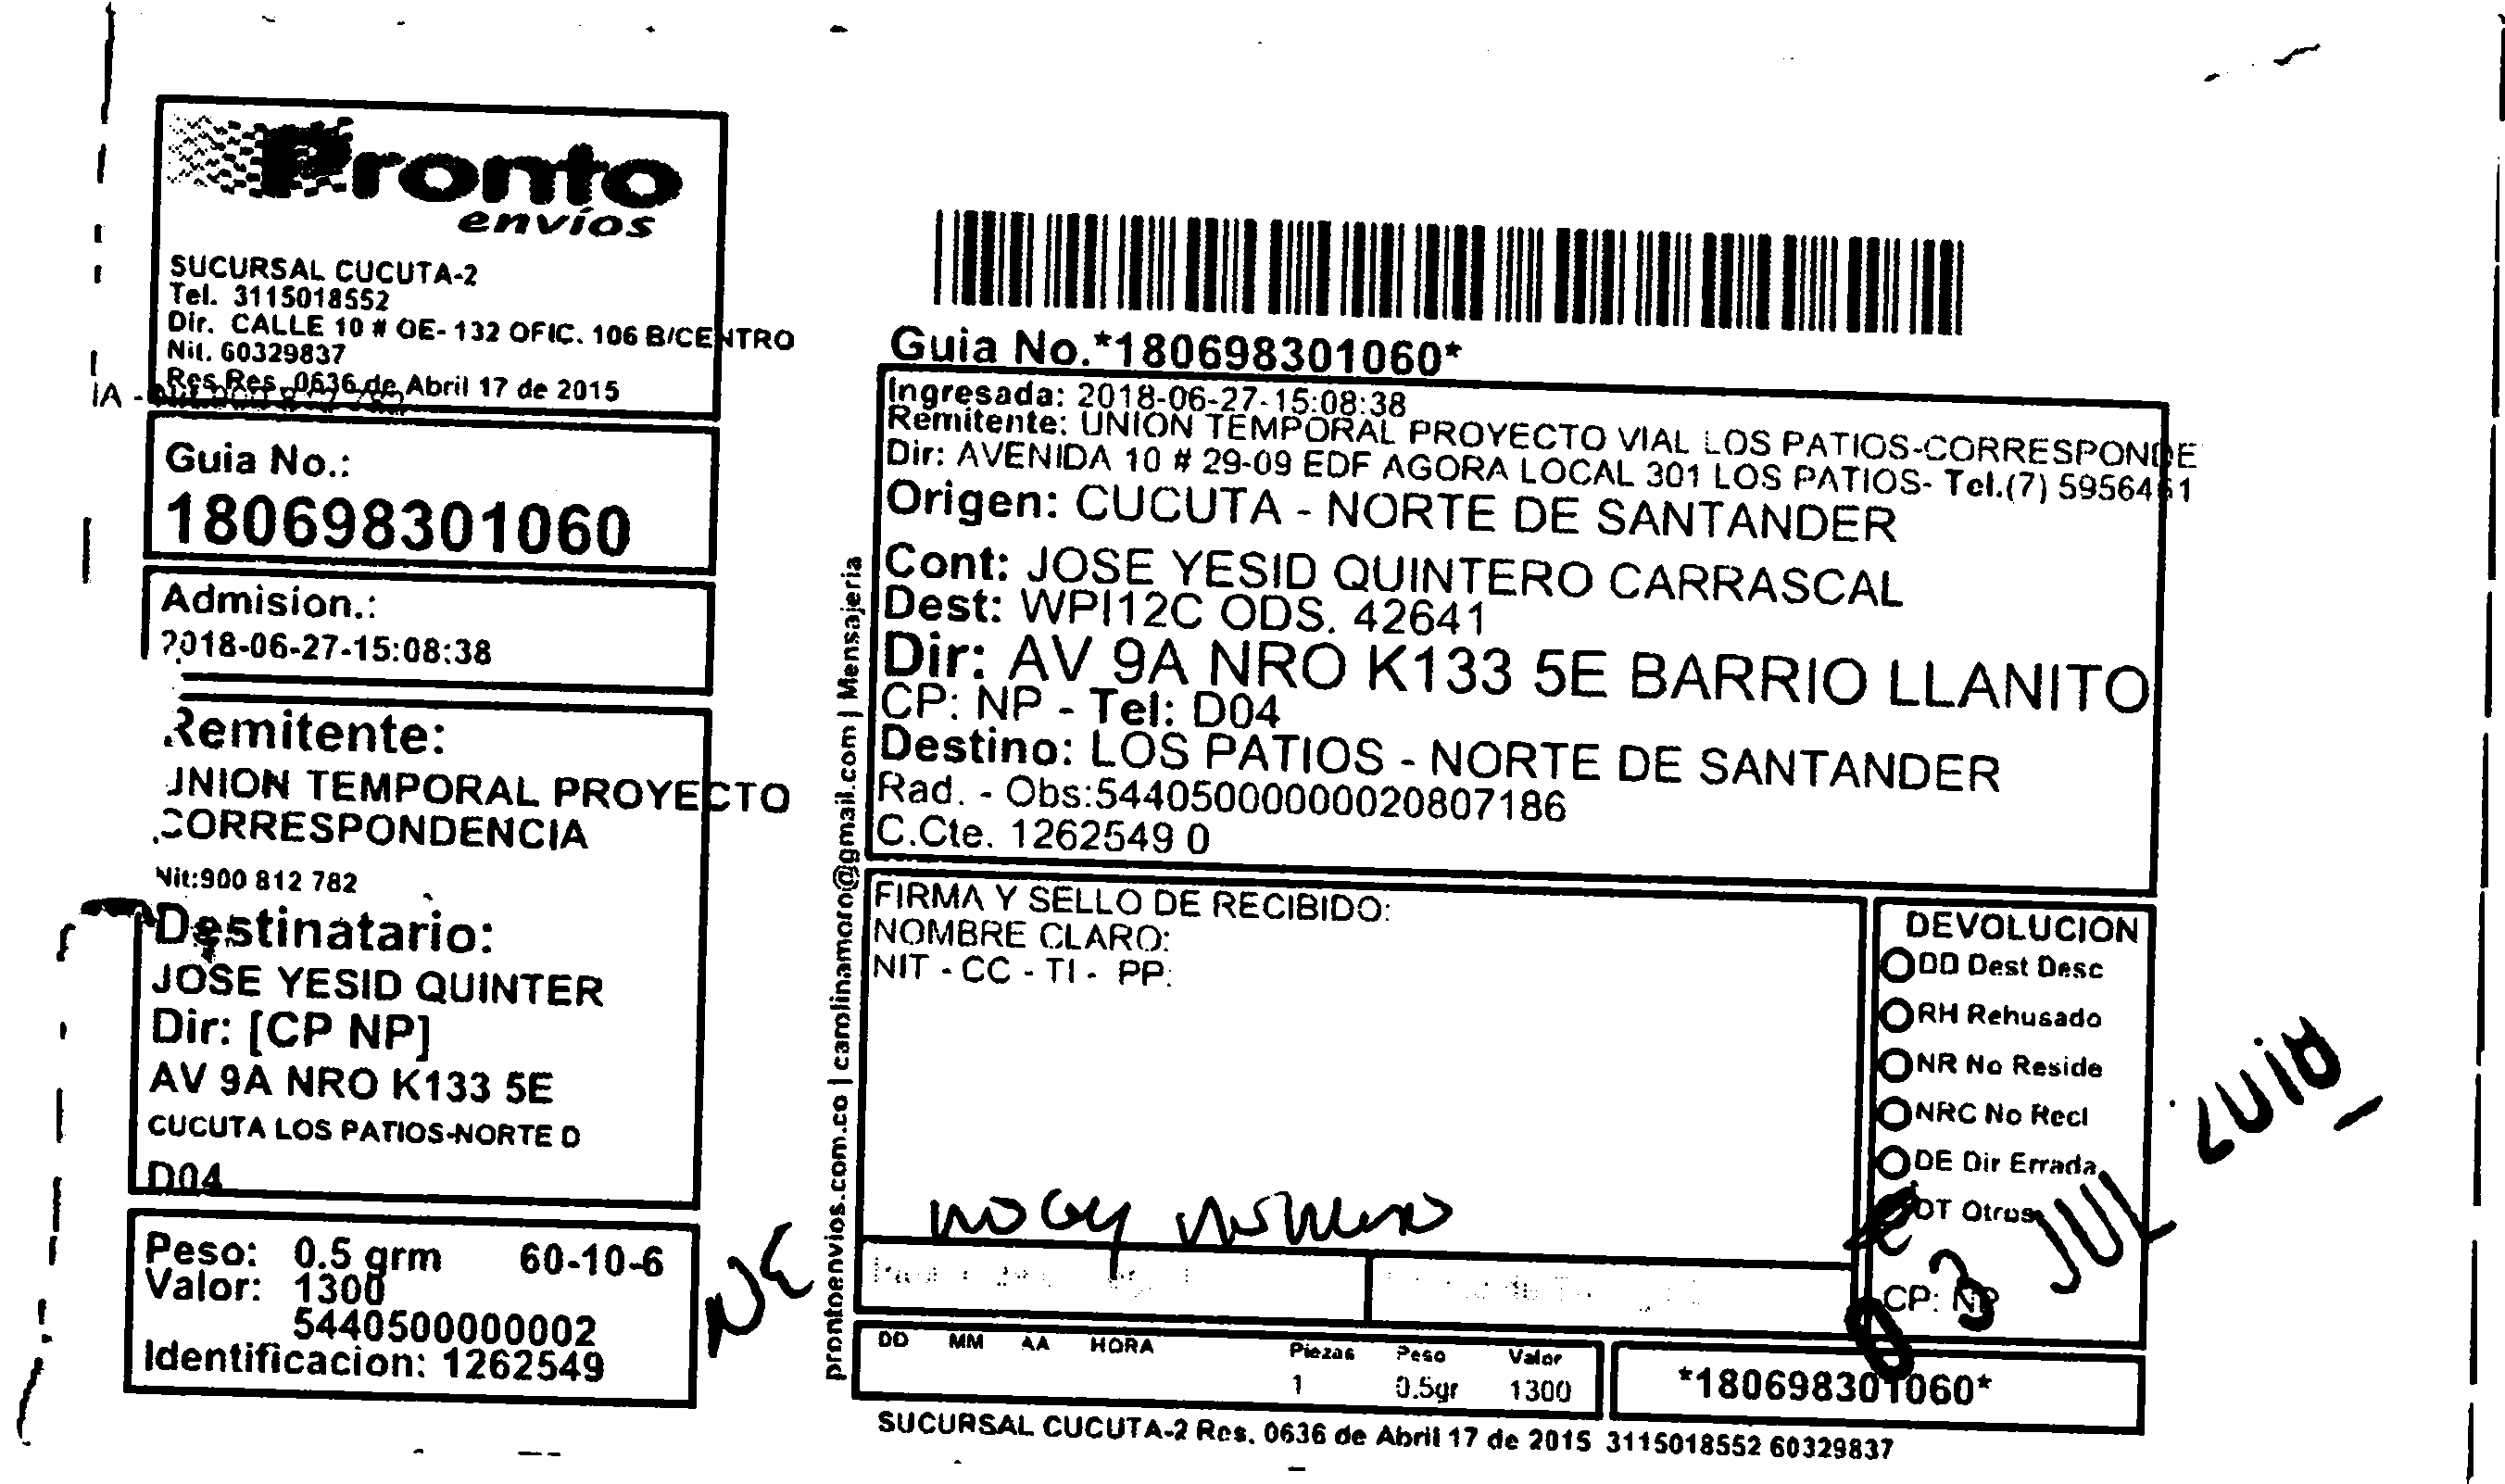 Pronto
envíos
SUCURSAL CUCUTA-2
Tel. 3115018552
Dir. CALLE 10 # OE- 132 OFIC. 106 B/CENTRO
Nit. 60329837
Res Res. 0636 de Abril 17 de 2015
IA -
Guia No.:
180698301060
Admision.:
2018-06-27-15:08:38
Remitente:
UNION TEMPORAL PROYECTO
CORRESPONDENCIA
Nit:900 812 782
Destinatario:
JOSE YESID QUINTER
Dir: [CP NP]
AV 9A NRO K133 5E
CUCUTA LOS PATIOS-NORTE D
D04
Peso: 0.5 grm 60-10-6
Valor: 1300
5440500000002
Identificacion: 1262549
prontoenvios.com.co | carolinamoro@gmail.com | Mensajeria
Guia No.*180698301060*
Ingresada: 2018-06-27-15:08:38
Remitente: UNION TEMPORAL PROYECTO VIAL LOS PATIOS-CORRESPONDE
Dir: AVENIDA 10 # 29-09 EDF AGORA LOCAL 301 LOS PATIOS- Tel.(7) 5956461
Origen: CUCUTA - NORTE DE SANTANDER
Cont: JOSE YESID QUINTERO CARRASCAL
Dest: WPI12C ODS. 42641
Dir: AV 9A NRO K133 5E BARRIO LLANITO
CP: NP - Tel: D04
Destino: LOS PATIOS - NORTE DE SANTANDER
Rad. - Obs:544050000000020807186
C.Cte. 1262549 0
FIRMA Y SELLO DE RECIBIDO:
NOMBRE CLARO:
NIT - CC - TI - PP:
DEVOLUCION
DD Dest Desc
RH Rehusado
NR No Reside
NRC No Recl
DE Dir Errada
OT Otros
CP: NP
03 JUL 2018
DD MM AA HORA Piezas Peso Valor
1 0.5gr 1300
*180698301060*
SUCURSAL CUCUTA-2 Res. 0636 de Abril 17 de 2015 3115018552 60329837